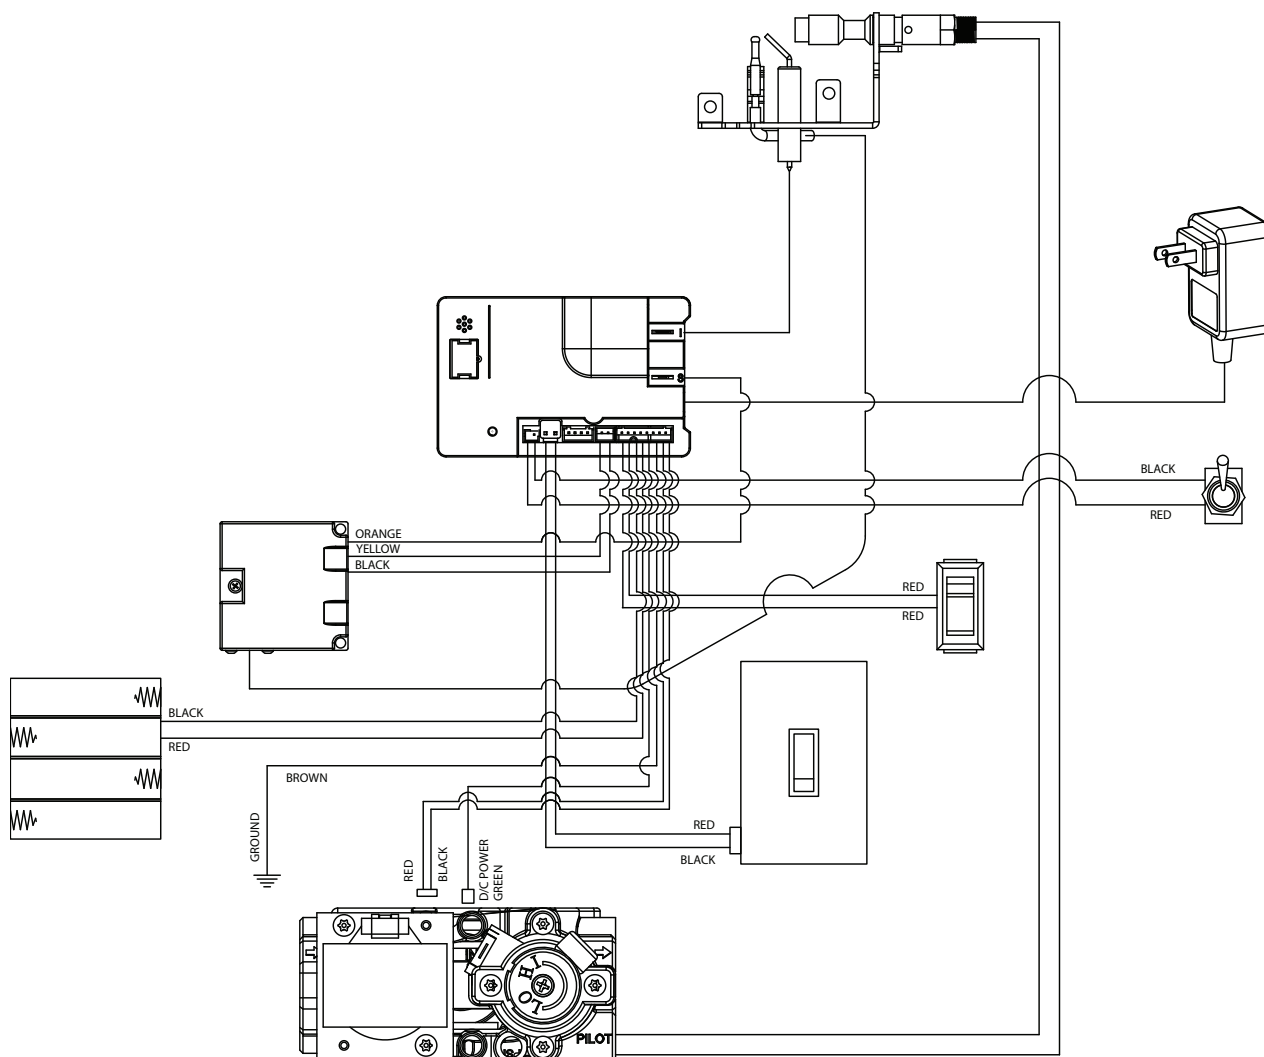 BLACK
RED
ORANGE
YELLOW
BLACK
RED
RED
BLACK
RED
BROWN
GROUND
RED
BLACK
D/C POWER
GREEN
RED
BLACK
HI
LO
PILOT